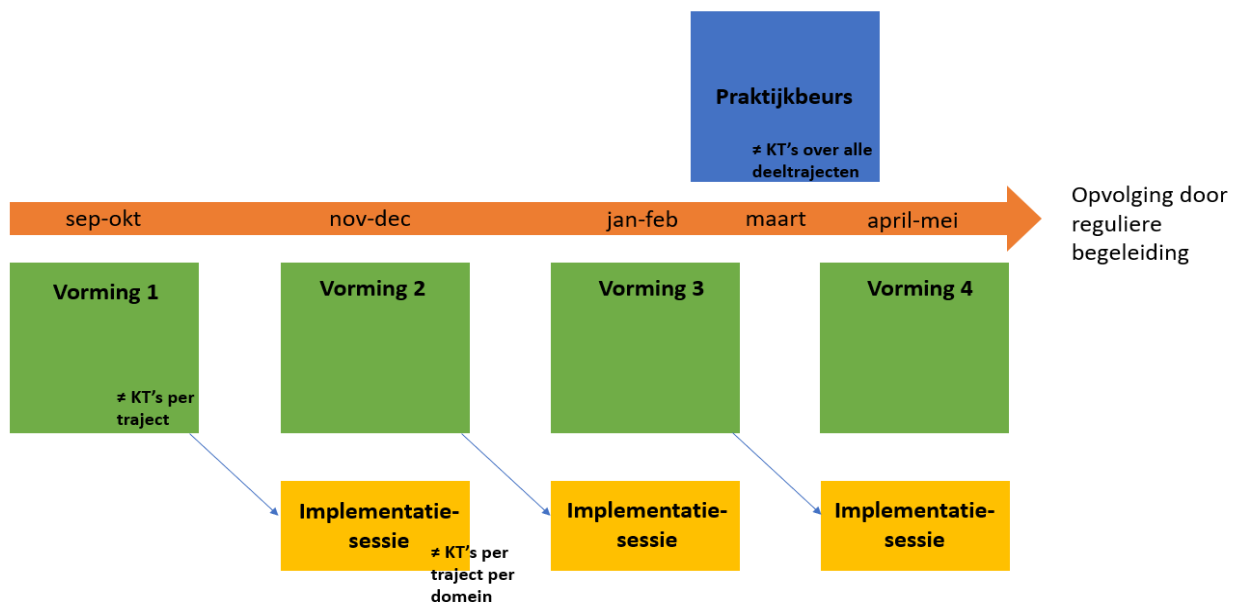 Praktijkbeurs
≠ KT's over alle
deeltrajecten
sep-okt
nov-dec
jan-feb
maart
april-mei
Opvolging door
reguliere
begeleiding
Vorming 1
≠ KT's per
traject
Vorming 2
Vorming 3
Vorming 4
Implementatie-
sessie
≠ KT's per
traject per
domein
Implementatie-
sessie
Implementatie-
sessie